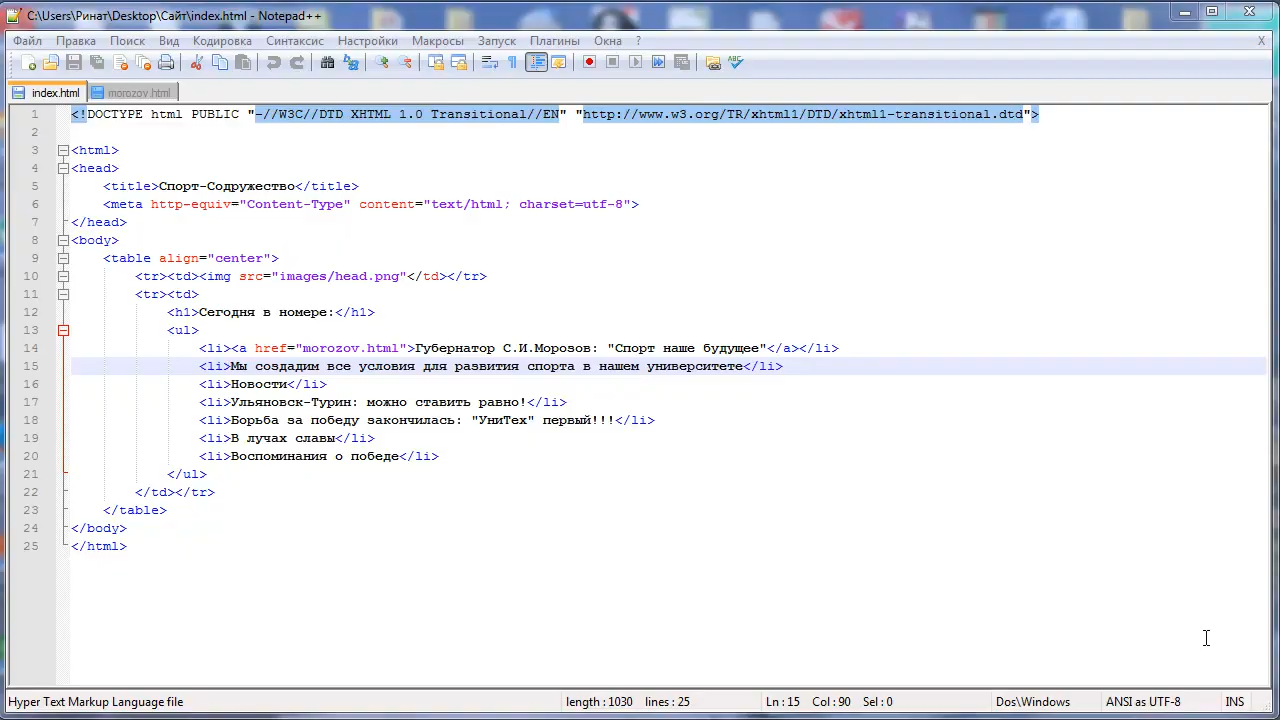 C:\Users\Ринат\Desktop\Сайт\index.html - Notepad++
Файл Правка Поиск Вид Кодировка Синтаксис Настройки Макросы Запуск Плагины Окна ? X
index.html morozov.html
1 <!DOCTYPE html PUBLIC "-//W3C//DTD XHTML 1.0 Transitional//EN" "http://www.w3.org/TR/xhtml1/DTD/xhtml1-transitional.dtd">
2
3 <html>
4 <head>
5 <title>Спорт-Содружество</title>
6 <meta http-equiv="Content-Type" content="text/html; charset=utf-8">
7 </head>
8 <body>
9 <table align="center">
10 <tr><td><img src="images/head.png"</td></tr>
11 <tr><td>
12 <h1>Сегодня в номере:</h1>
13 <ul>
14 <li><a href="morozov.html">Губернатор С.И.Морозов: "Спорт наше будущее"</a></li>
15 <li>Мы создадим все условия для развития спорта в нашем университете</li>
16 <li>Новости</li>
17 <li>Ульяновск-Турин: можно ставить равно!</li>
18 <li>Борьба за победу закончилась: "УниТех" первый!!!</li>
19 <li>В лучах славы</li>
20 <li>Воспоминания о победе</li>
21 </ul>
22 </td></tr>
23 </table>
24 </body>
25 </html>
Hyper Text Markup Language file length : 1030 lines : 25 Ln : 15 Col : 90 Sel : 0 Dos\Windows ANSI as UTF-8 INS